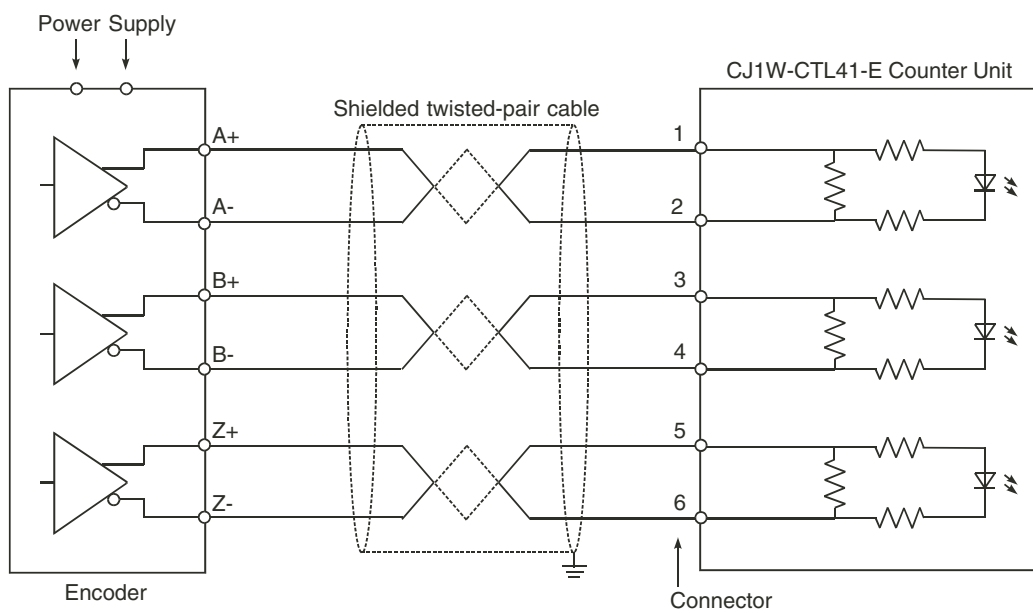 Power Supply
CJ1W-CTL41-E Counter Unit
Shielded twisted-pair cable
A+
1
A-
2
B+
3
B-
4
Z+
5
Z-
6
Encoder
Connector